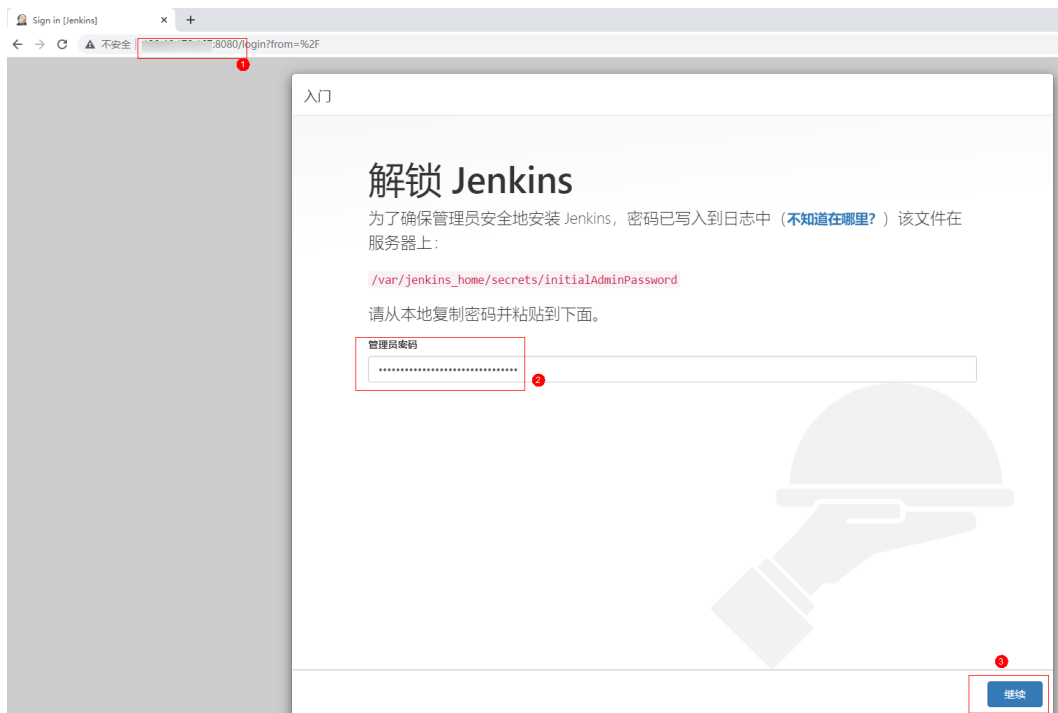 Sign in [Jenkins]
不安全
:8080/login?from=%2F
1
入门
解锁 Jenkins
为了确保管理员安全地安装 Jenkins，密码已写入到日志中（不知道在哪里？）该文件在
服务器上：
/var/jenkins_home/secrets/initialAdminPassword
请从本地复制密码并粘贴到下面。
管理员密码
2
3
继续